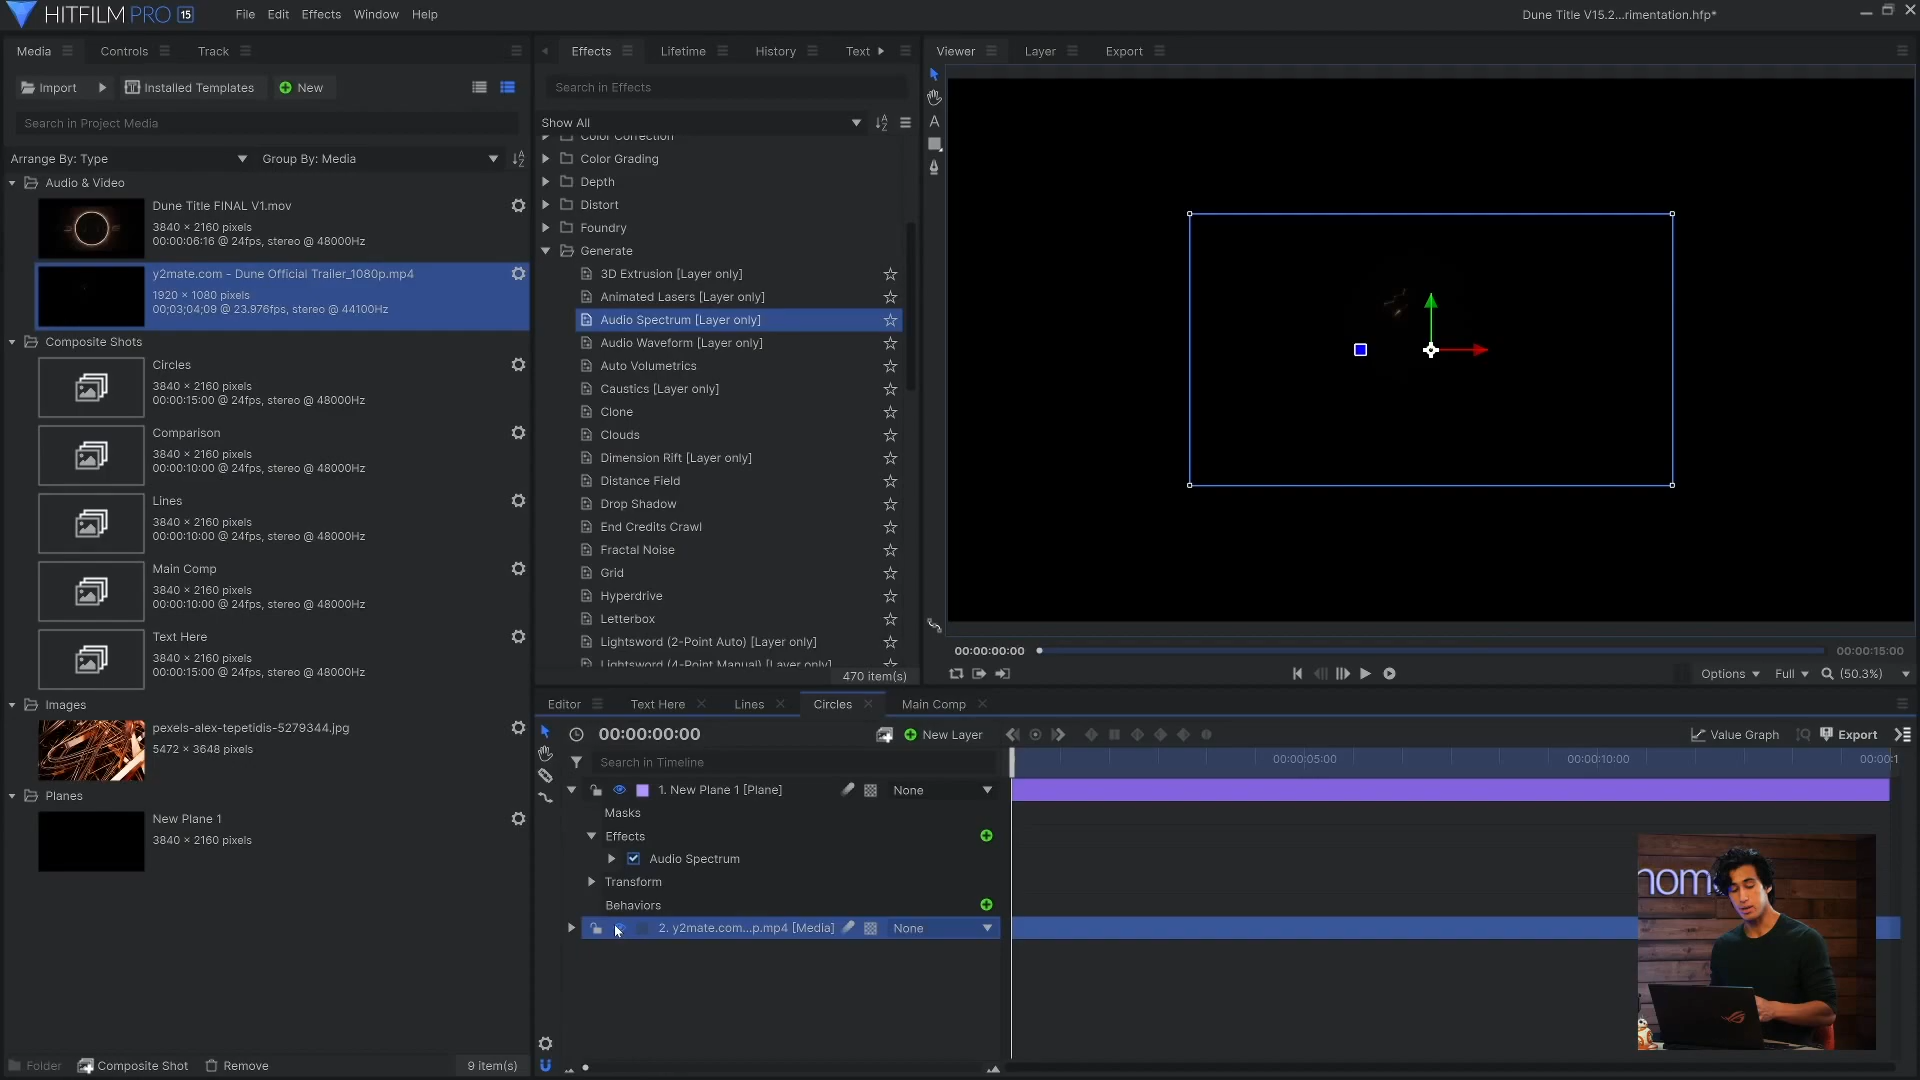 HITFILM PRO 15
File Edit Effects Window Help
Dune Title V15.2...rimentation.hfp*
Media Controls Track
Import Installed Templates New
Search in Project Media
Arrange By: Type Group By: Media
Audio & Video
Dune Title FINAL V1.mov
3840 × 2160 pixels
00:00:06:16 @ 24fps, stereo @ 48000Hz
y2mate.com - Dune Official Trailer_1080p.mp4
1920 × 1080 pixels
00;03;04;09 @ 23.976fps, stereo @ 44100Hz
Composite Shots
Circles
3840 × 2160 pixels
00:00:15:00 @ 24fps, stereo @ 48000Hz
Comparison
3840 × 2160 pixels
00:00:10:00 @ 24fps, stereo @ 48000Hz
Lines
3840 × 2160 pixels
00:00:10:00 @ 24fps, stereo @ 48000Hz
Main Comp
3840 × 2160 pixels
00:00:10:00 @ 24fps, stereo @ 48000Hz
Text Here
3840 × 2160 pixels
00:00:15:00 @ 24fps, stereo @ 48000Hz
Images
pexels-alex-tepetidis-5279344.jpg
5472 × 3648 pixels
Planes
New Plane 1
3840 × 2160 pixels
Folder Composite Shot Remove 9 item(s)
Effects Lifetime History Text
Search in Effects
Show All
Color Correction
Color Grading
Depth
Distort
Foundry
Generate
3D Extrusion [Layer only]
Animated Lasers [Layer only]
Audio Spectrum [Layer only]
Audio Waveform [Layer only]
Auto Volumetrics
Caustics [Layer only]
Clone
Clouds
Dimension Rift [Layer only]
Distance Field
Drop Shadow
End Credits Crawl
Fractal Noise
Grid
Hyperdrive
Letterbox
Lightsword (2-Point Auto) [Layer only]
Lightsword (4-Point Manual) [Layer only]
470 item(s)
Viewer Layer Export
A
00:00:00:00 00:00:15:00
Options Full (50.3%)
Editor Text Here Lines Circles Main Comp
00:00:00:00 New Layer Value Graph Export
Search in Timeline
00:00:05:00 00:00:10:00 00:00:1
1. New Plane 1 [Plane] None
Masks
Effects
Audio Spectrum
Transform
Behaviors
2. y2mate.com...p.mp4 [Media] None
hom